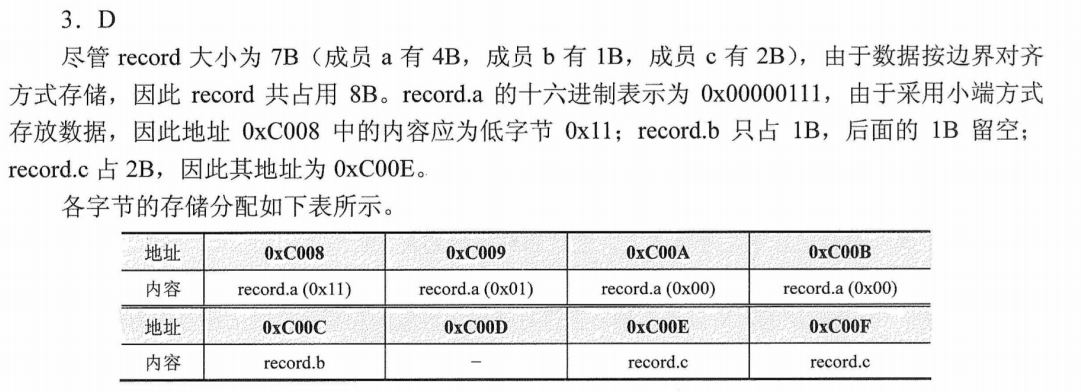 3. D
尽管 record 大小为 7B（成员 a 有 4B，成员 b 有 1B，成员 c 有 2B），由于数据按边界对齐
方式存储，因此 record 共占用 8B。record.a 的十六进制表示为 0x00000111，由于采用小端方式
存放数据，因此地址 0xC008 中的内容应为低字节 0x11；record.b 只占 1B，后面的 1B 留空；
record.c 占 2B，因此其地址为 0xC00E。
各字节的存储分配如下表所示。
地址 0xC008 0xC009 0xC00A 0xC00B
内容 record.a (0x11) record.a (0x01) record.a (0x00) record.a (0x00)
地址 0xC00C 0xC00D 0xC00E 0xC00F
内容 record.b – record.c record.c